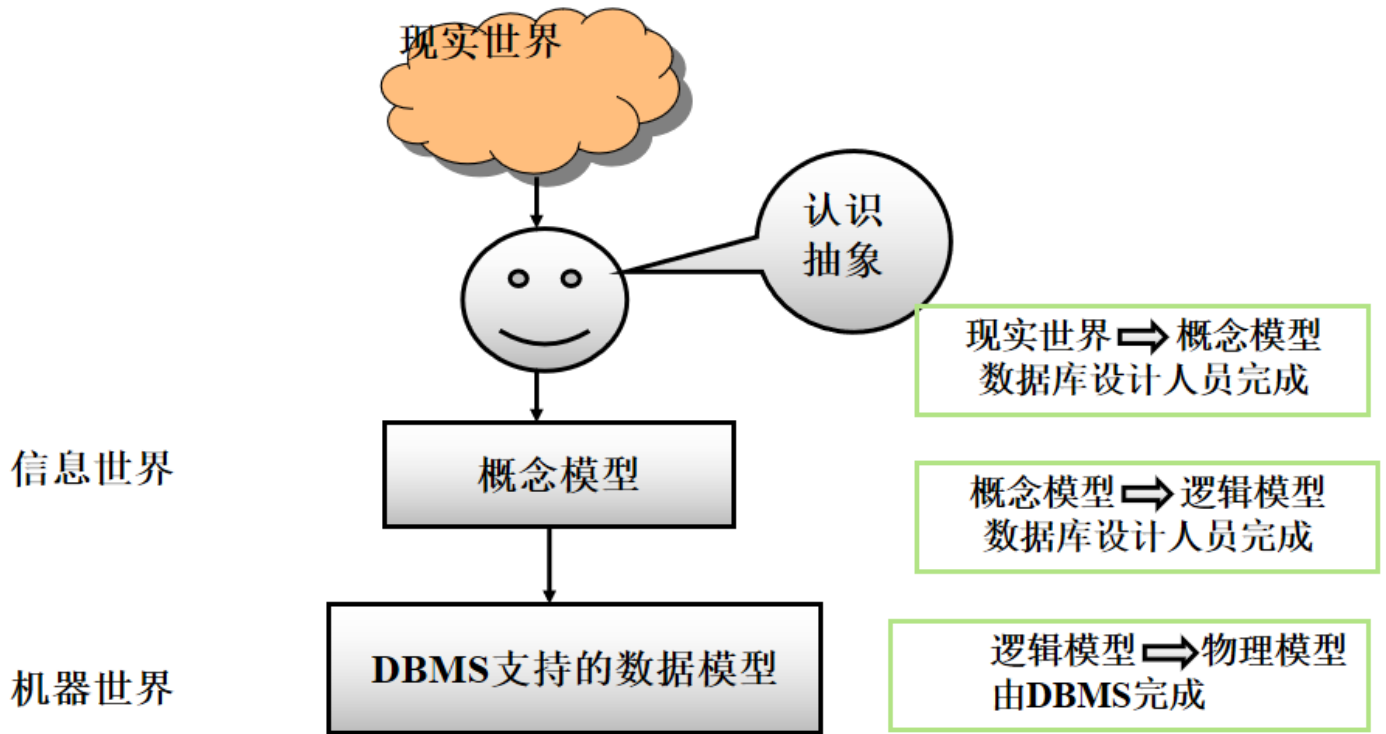 现实世界
认识
抽象
现实世界⇨概念模型
数据库设计人员完成
信息世界
概念模型
概念模型⇨逻辑模型
数据库设计人员完成
机器世界
DBMS支持的数据模型
逻辑模型⇨物理模型
由DBMS完成